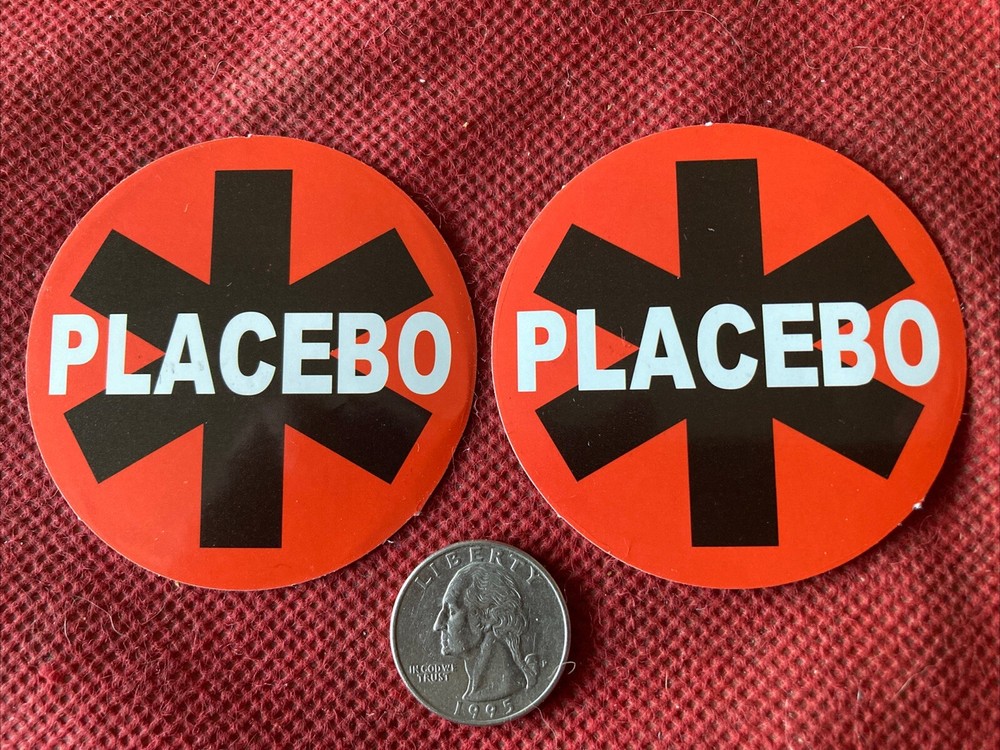 PLACEBO
PLACEBO
LIBERTY
IN GOD WE
TRUST
P
1995